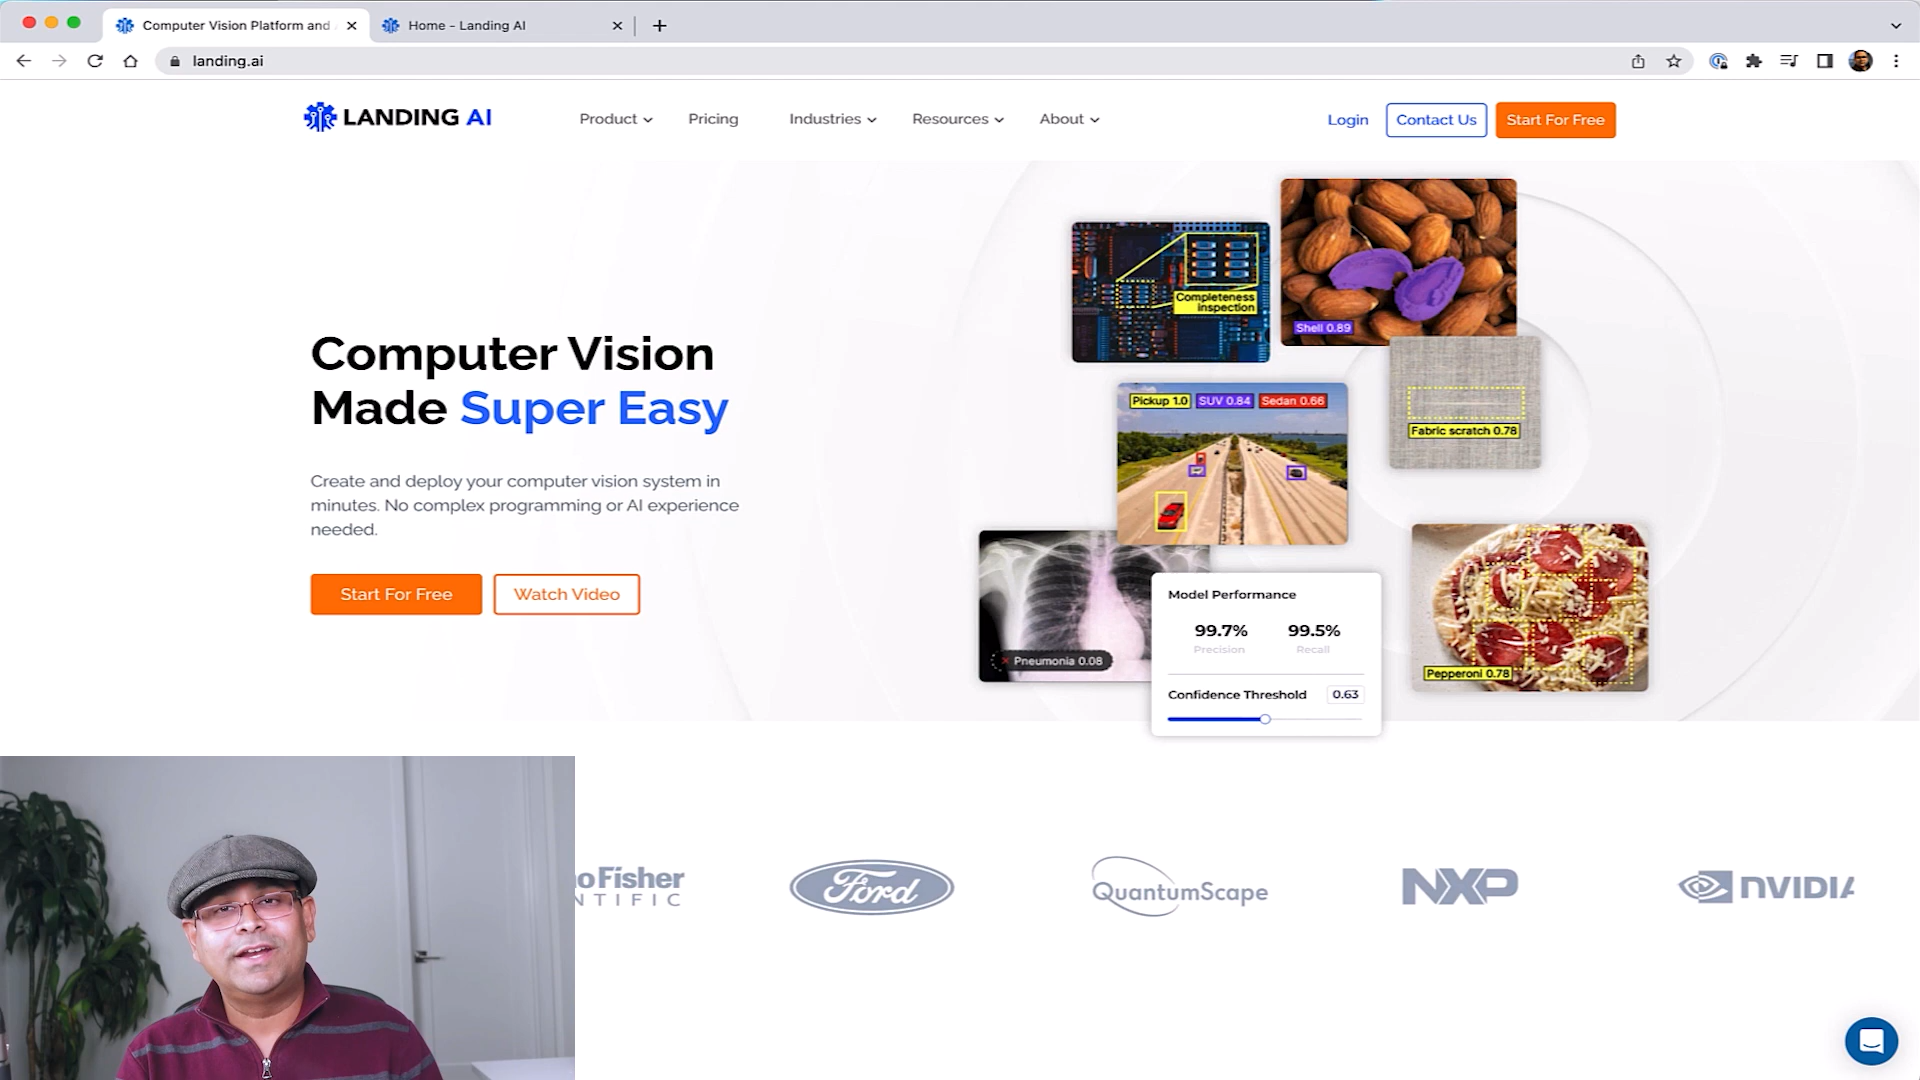 Computer Vision Platform and
Home - Landing AI
landing.ai
LANDING AI
Product
Pricing
Industries
Resources
About
Login
Contact Us
Start For Free
Computer Vision
Made Super Easy
Create and deploy your computer vision system in
minutes. No complex programming or AI experience
needed.
Start For Free
Watch Video
Completeness
inspection
Shell 0.89
Fabric scratch 0.78
Pickup 1.0
SUV 0.84
Sedan 0.66
Pneumonia 0.08
Model Performance
99.7%
99.5%
Precision
Recall
Confidence Threshold
0.63
Pepperoni 0.78
o Fisher
NTIFIC
Ford
QuantumScape
NXP
NVIDIA